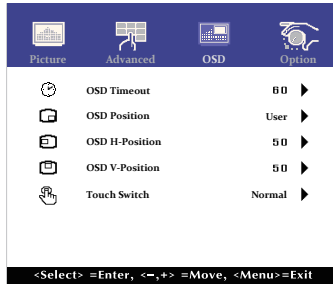 Picture Advanced OSD Option
OSD Timeout 60
OSD Position User
OSD H-Position 50
OSD V-Position 50
Touch Switch Normal
<Select> =Enter, <−,+> =Move, <Menu>=Exit